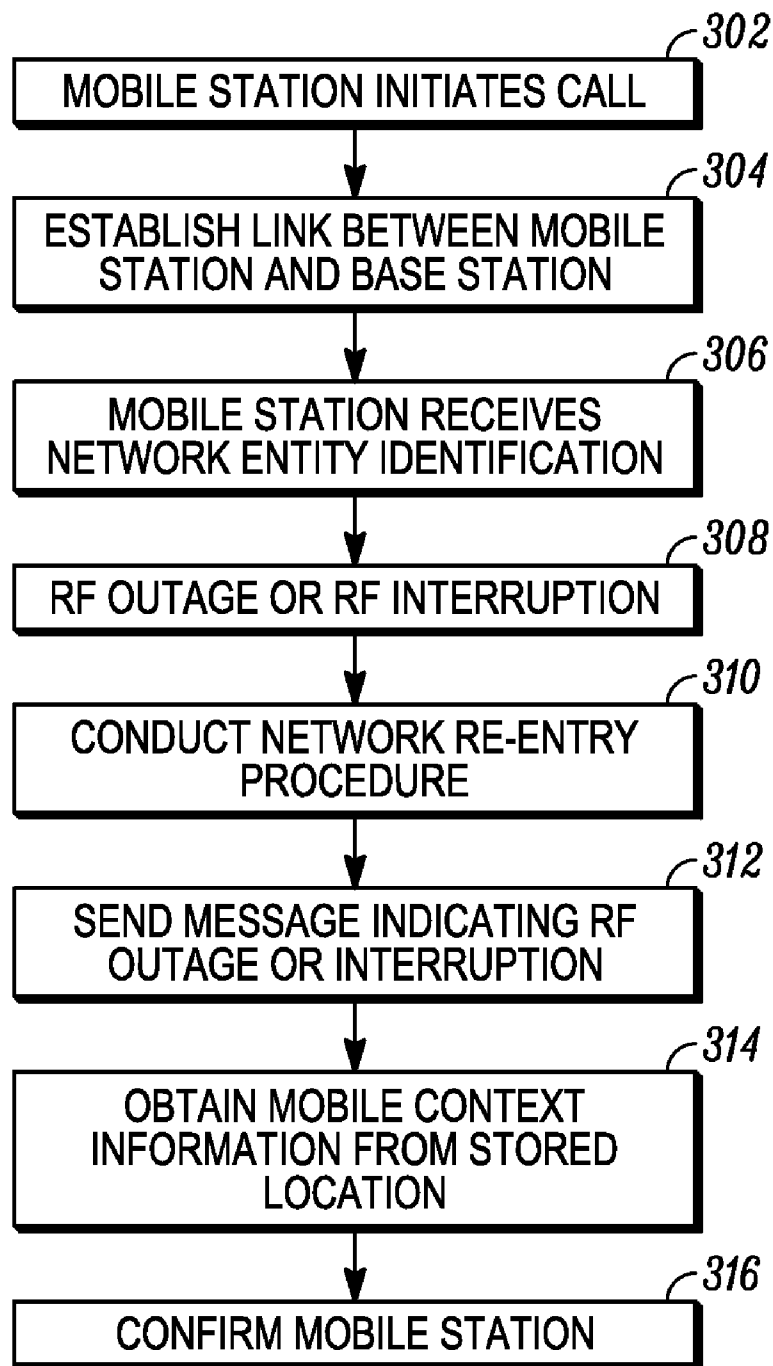 302
MOBILE STATION INITIATES CALL
304
ESTABLISH LINK BETWEEN MOBILE
STATION AND BASE STATION
306
MOBILE STATION RECEIVES
NETWORK ENTITY IDENTIFICATION
308
RF OUTAGE OR RF INTERRUPTION
310
CONDUCT NETWORK RE-ENTRY
PROCEDURE
312
SEND MESSAGE INDICATING RF
OUTAGE OR INTERRUPTION
314
OBTAIN MOBILE CONTEXT
INFORMATION FROM STORED
LOCATION
316
CONFIRM MOBILE STATION